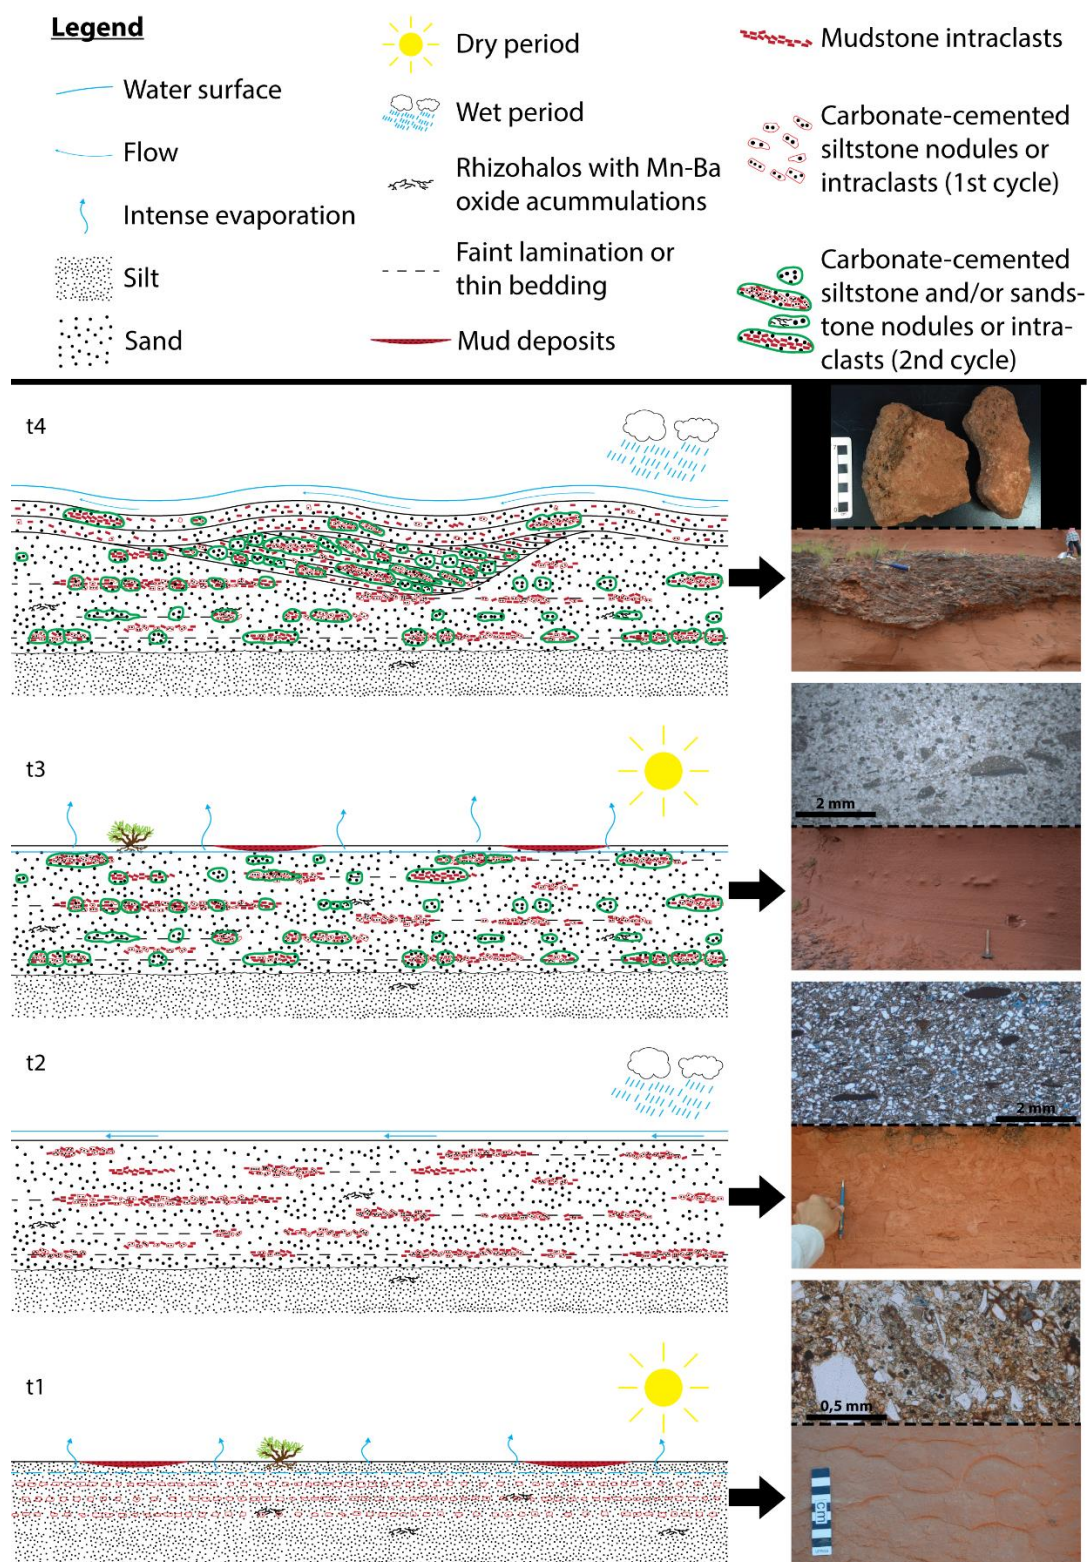 Legend
Water surface
Flow
Intense evaporation
Silt
Sand
Dry period
Wet period
Rhizohalos with Mn-Ba
oxide acummulations
Faint lamination or
thin bedding
Mud deposits
Mudstone intraclasts
Carbonate-cemented
siltstone nodules or
intraclasts (1st cycle)
Carbonate-cemented
siltstone and/or sands-
tone nodules or intra-
clasts (2nd cycle)
t4
t3
2 mm
t2
2 mm
t1
0,5 mm
cm